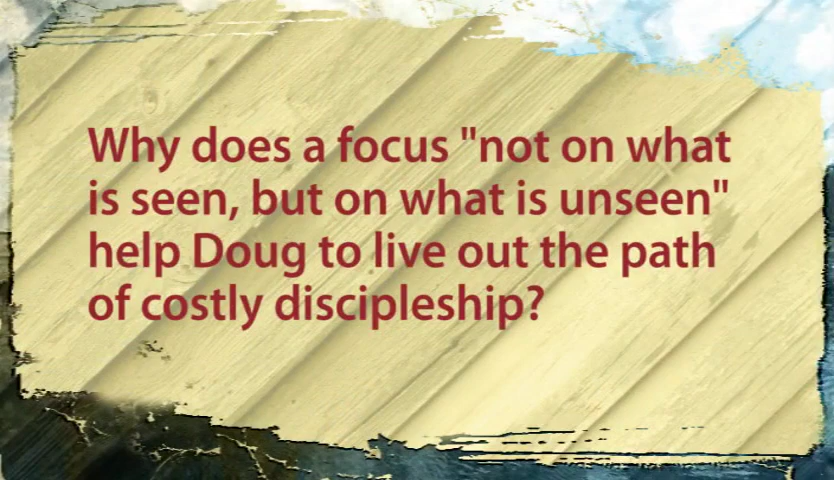 Why does a focus "not on what
is seen, but on what is unseen"
help Doug to live out the path
of costly discipleship?